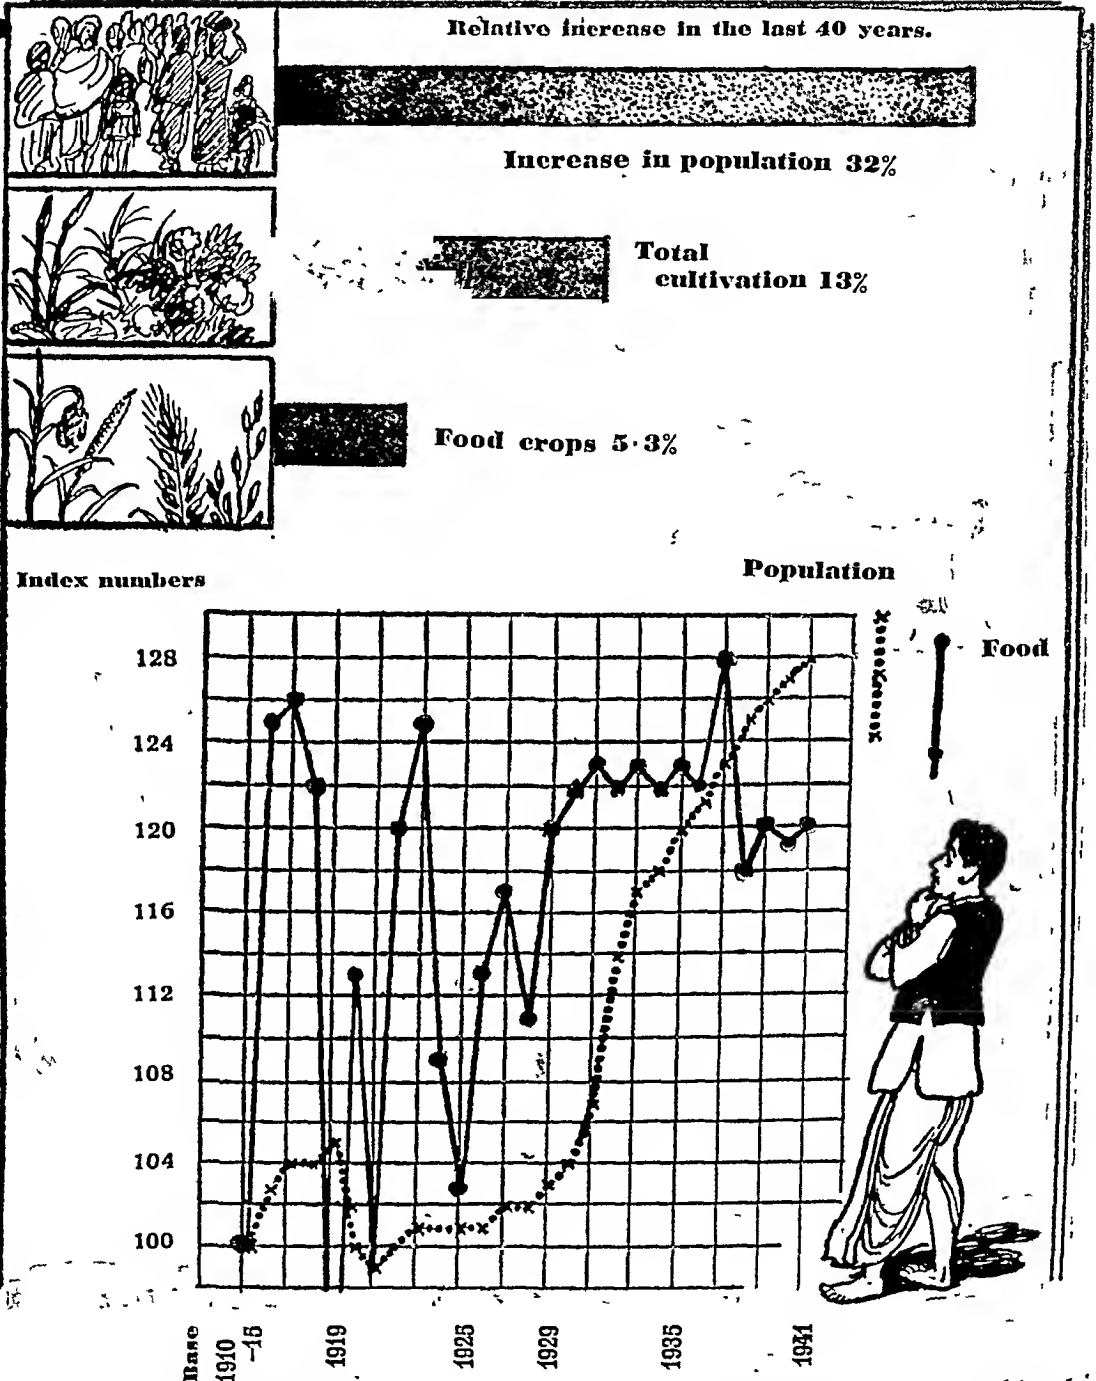 Relative increase in the last 40 years.
Increase in population 32%
Total
cultivation 13%
Food crops 5·3%
Index numbers
Population
Food
128
124
120
116
112
108
104
100
Base
1910
-15
1919
1925
1929
1935
1941